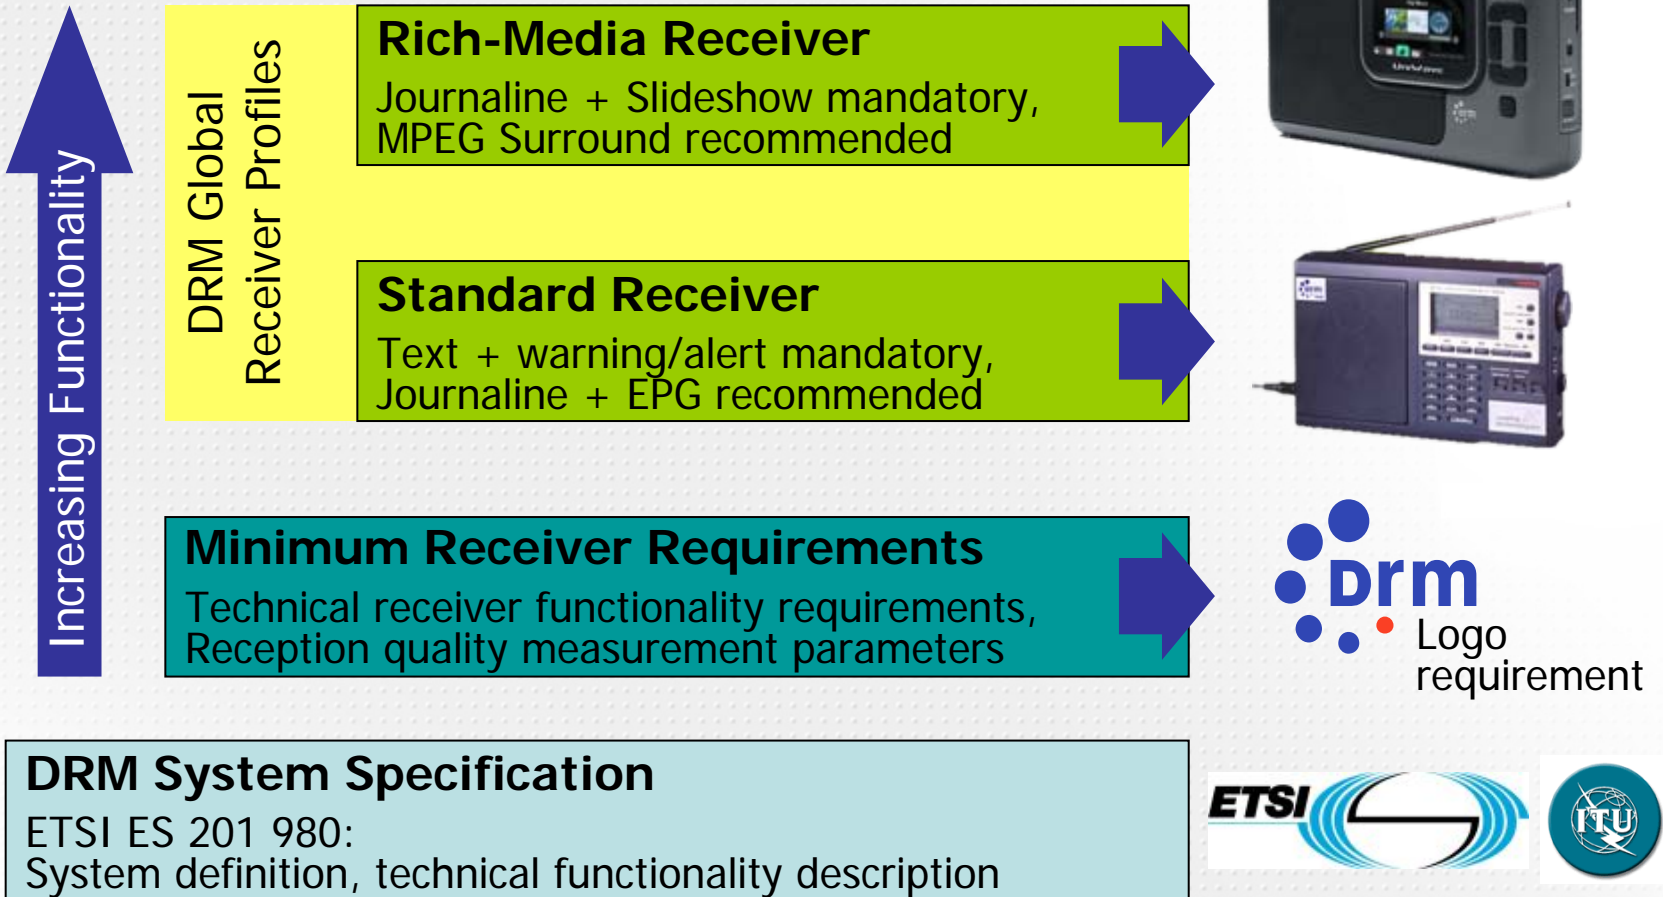 Increasing Functionality
DRM Global
Receiver Profiles
Rich-Media Receiver
Journaline + Slideshow mandatory,
MPEG Surround recommended
UniWave
drm
Standard Receiver
Text + warning/alert mandatory,
Journaline + EPG recommended
Minimum Receiver Requirements
Technical receiver functionality requirements,
Reception quality measurement parameters
Drm
Logo
requirement
DRM System Specification
ETSI ES 201 980:
System definition, technical functionality description
ETSI
ITU